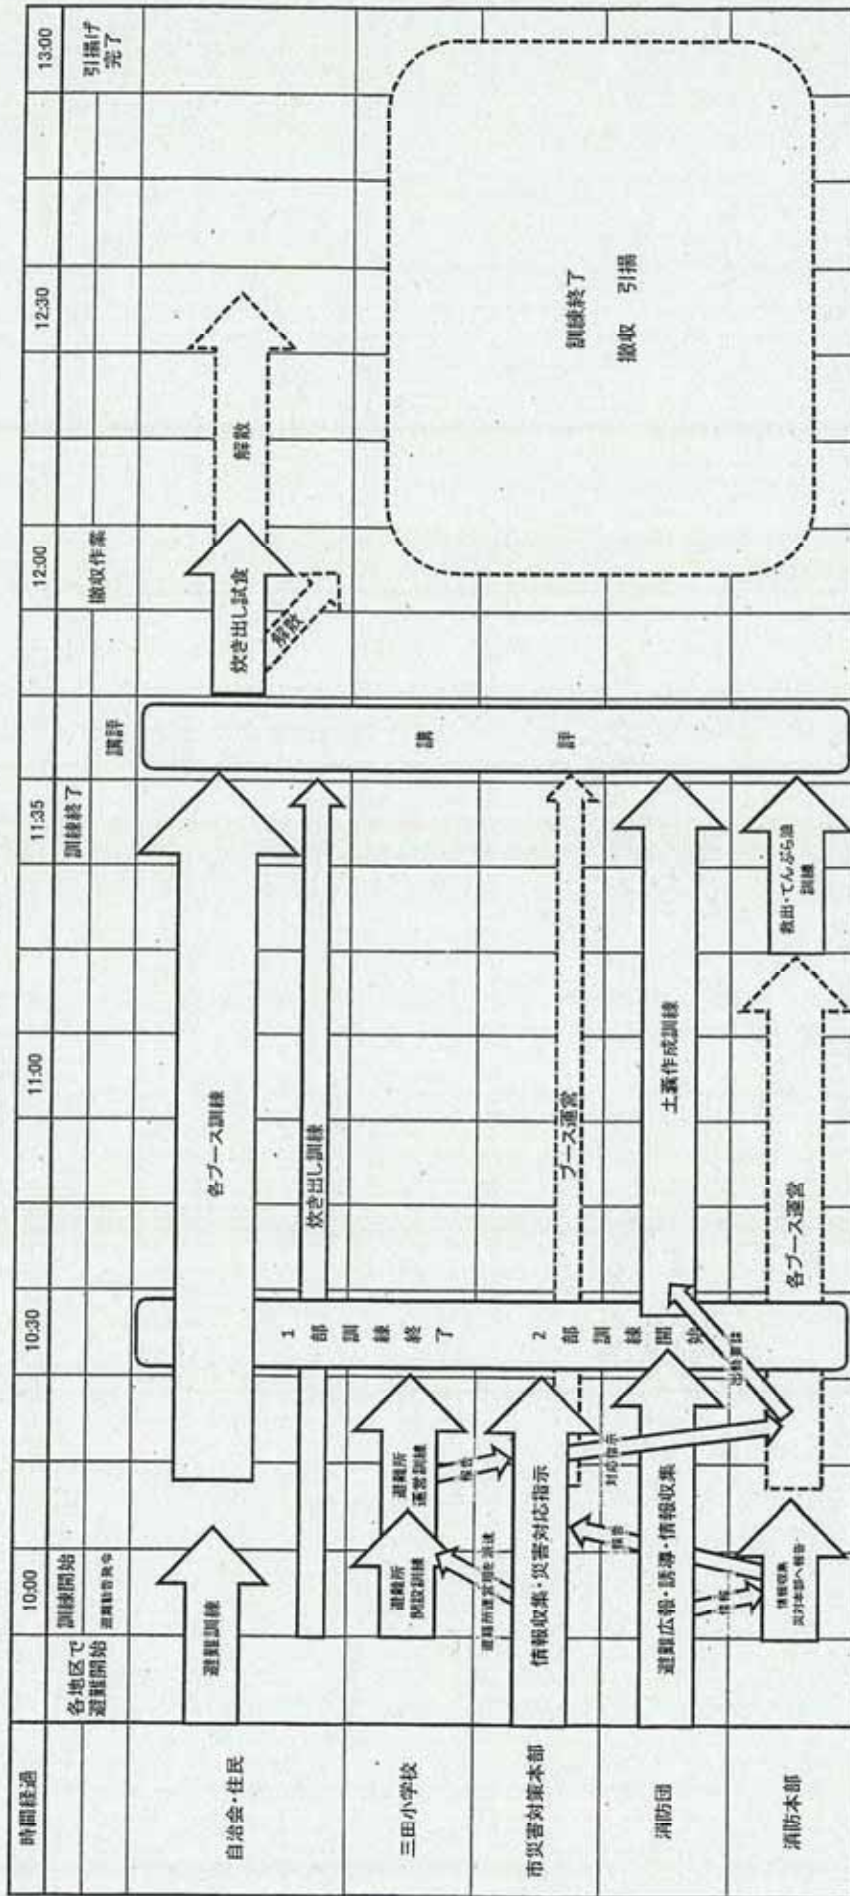 時間経過
10:00
10:30
11:00
11:35
12:00
12:30
13:00
各地区で
避難開始
訓練開始
避難勧告発令
訓練終了
講評
撤収作業
引揚げ
完了
自治会・住民
避難訓練
各ブース訓練
炊き出し訓練
炊き出し試食
解散
解散
三田小学校
避難所
開設訓練
避難所
運営訓練
報告
市災害対策本部
情報収集・災害対応指示
対応指示
ブース運営
消防団
避難広報・誘導・情報収集
報告
情報
土嚢作成訓練
消防本部
情報収集
災対本部へ報告
出動要請
各ブース運営
救出・てんぷら油
訓練
1部訓練終了
2部訓練開始
講評
訓練終了
撤収 引揚